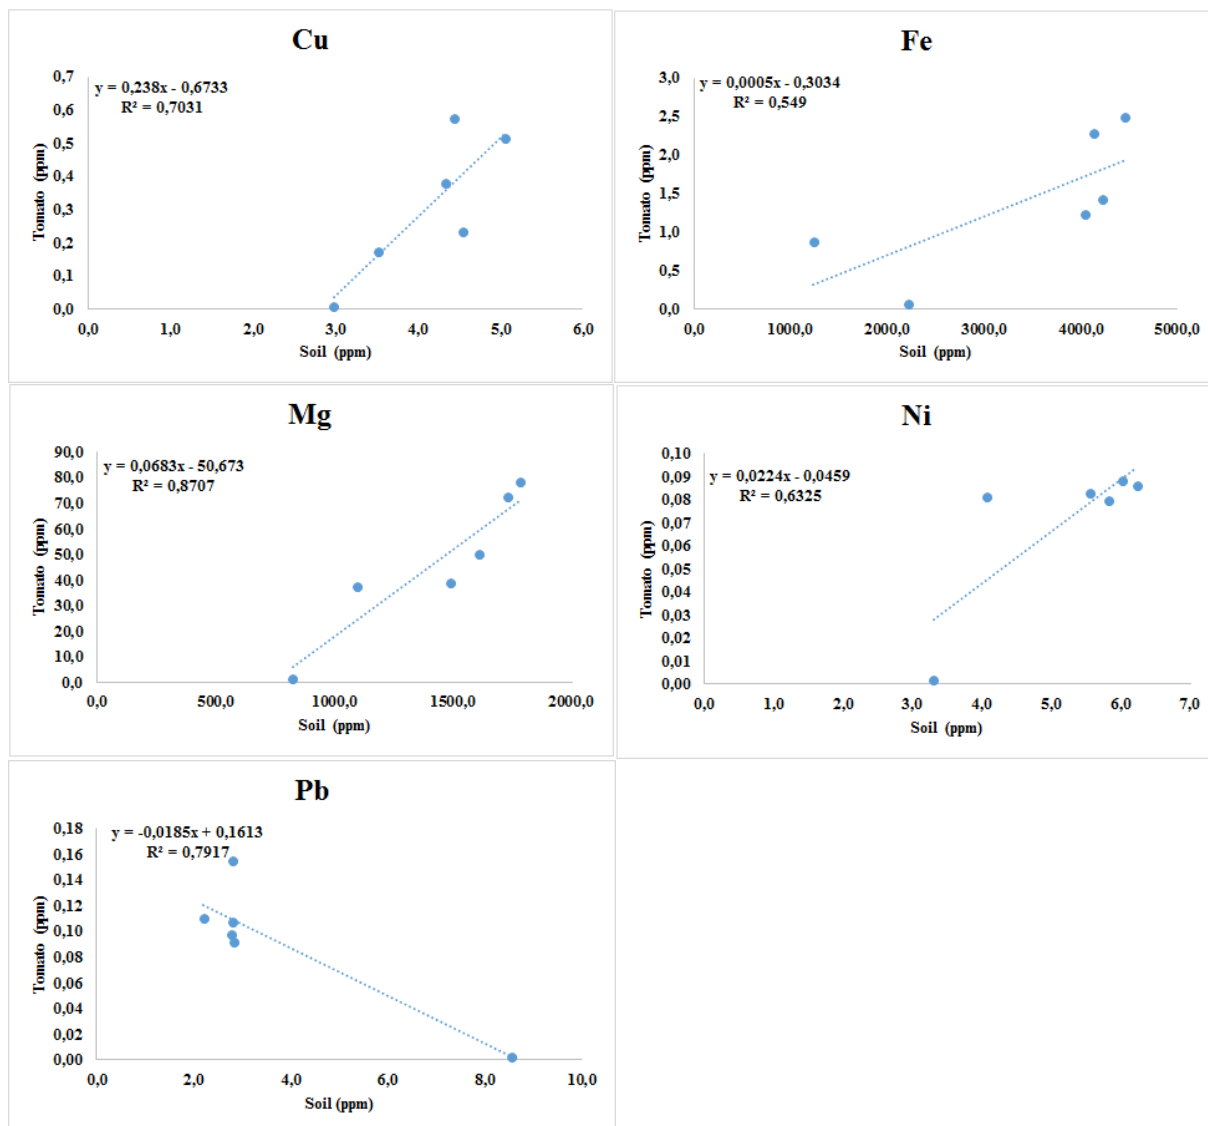 Cu
y = 0,238x - 0,6733
R² = 0,7031
Tomato (ppm)
0,7
0,6
0,5
0,4
0,3
0,2
0,1
0,0
0,0 1,0 2,0 3,0 4,0 5,0 6,0
Soil (ppm)
Fe
y = 0,0005x - 0,3034
R² = 0,549
Tomato (ppm)
3,0
2,5
2,0
1,5
1,0
0,5
0,0
0,0 1000,0 2000,0 3000,0 4000,0 5000,0
Soil (ppm)
Mg
y = 0,0683x - 50,673
R² = 0,8707
Tomato (ppm)
90,0
80,0
70,0
60,0
50,0
40,0
30,0
20,0
10,0
0,0
0,0 500,0 1000,0 1500,0 2000,0
Soil (ppm)
Ni
y = 0,0224x - 0,0459
R² = 0,6325
Tomato (ppm)
0,10
0,09
0,08
0,07
0,06
0,05
0,04
0,03
0,02
0,01
0,00
0,0 1,0 2,0 3,0 4,0 5,0 6,0 7,0
Soil (ppm)
Pb
y = -0,0185x + 0,1613
R² = 0,7917
Tomato (ppm)
0,18
0,16
0,14
0,12
0,10
0,08
0,06
0,04
0,02
0,00
0,0 2,0 4,0 6,0 8,0 10,0
Soil (ppm)